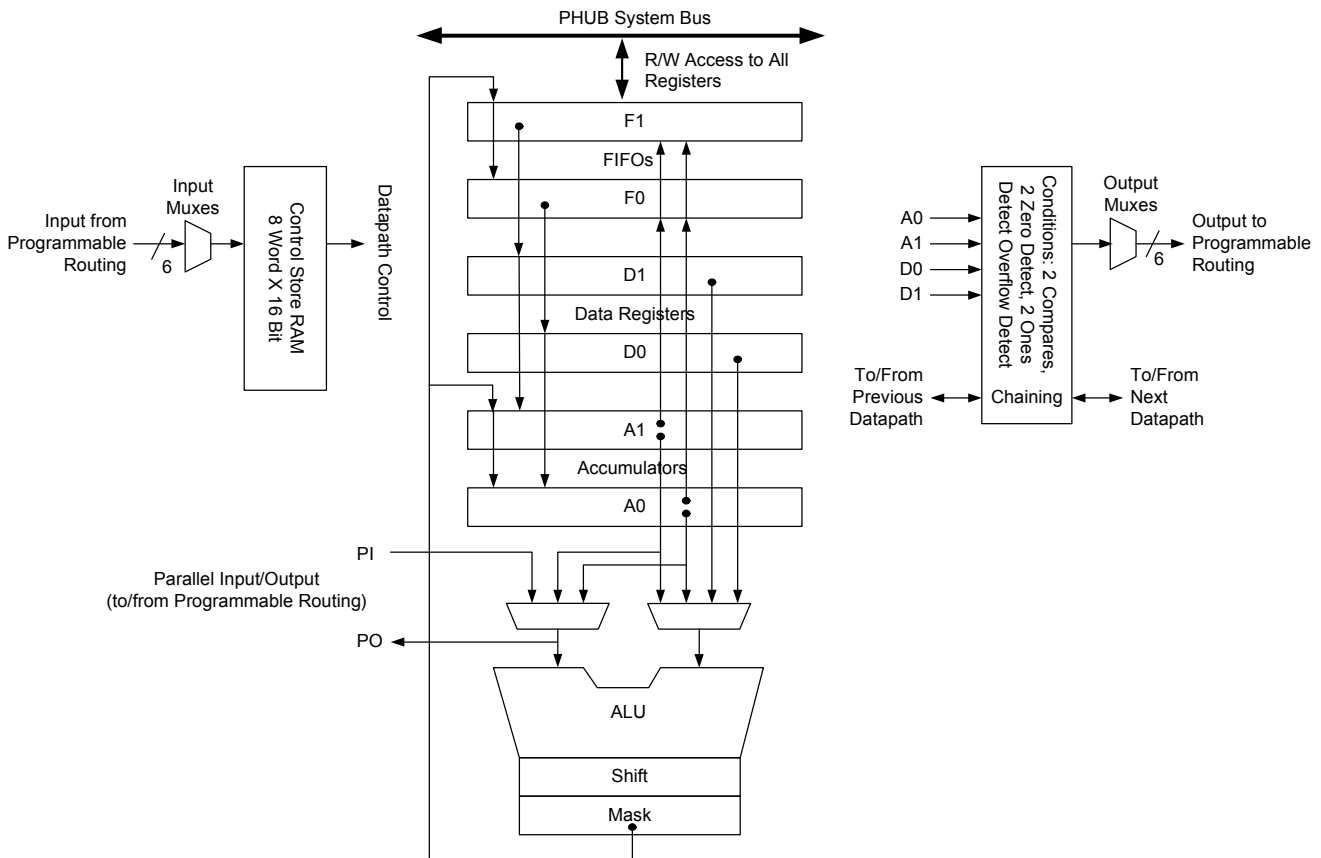 PHUB System Bus
R/W Access to All
Registers
F1
FIFOs
F0
D1
Data Registers
D0
A1
Accumulators
A0
Input from
Programmable
Routing
6
Input
Muxes
Control Store RAM
8 Word X 16 Bit
Datapath Control
PI
Parallel Input/Output
(to/from Programmable Routing)
PO
ALU
Shift
Mask
A0
A1
D0
D1
Conditions: 2 Compares,
2 Zero Detect, 2 Ones
Detect Overflow Detect
Output
Muxes
6
Output to
Programmable
Routing
To/From
Previous
Datapath
Chaining
To/From
Next
Datapath